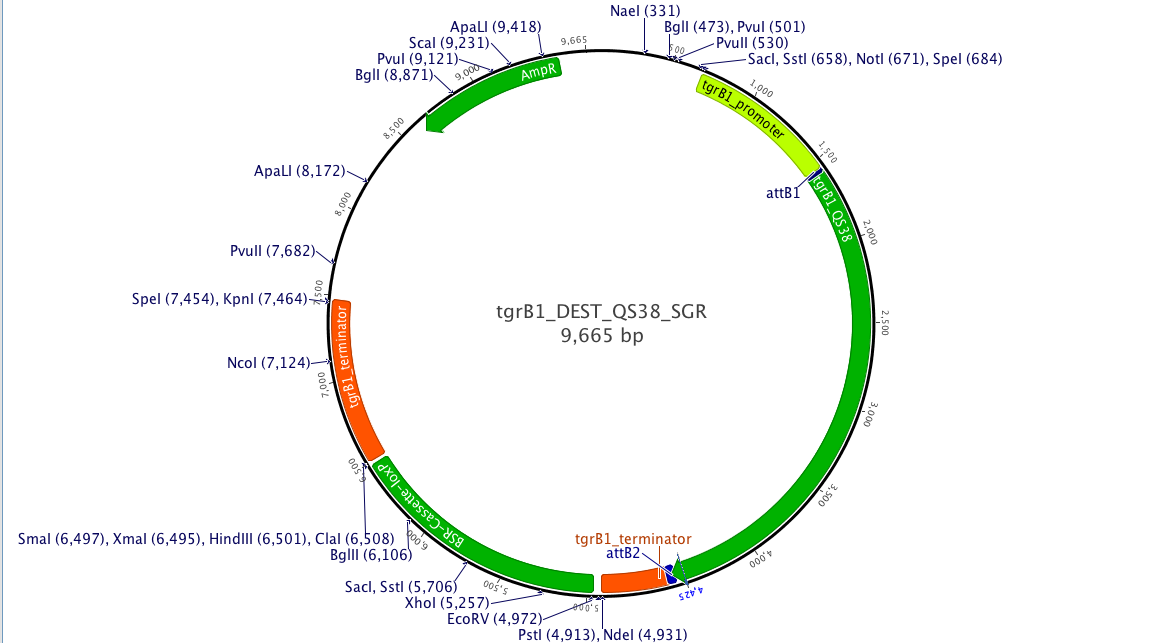 NaeI (331)
BglI (473), PvuI (501)
PvuII (530)
SacI, SstI (658), NotI (671), SpeI (684)
ApaLI (9,418)
ScaI (9,231)
PvuI (9,121)
BglI (8,871)
9,665
500
9,000
AmpR
tgrB1_promoter
1,000
8,500
1,500
ApaLI (8,172)
attB1
tgrB1_QS38
8,000
2,000
PvuII (7,682)
7,500
SpeI (7,454), KpnI (7,464)
tgrB1_DEST_QS38_SGR
9,665 bp
2,500
NcoI (7,124)
tgrB1_terminator
7,000
3,000
6,500
BSR-Cassette-loxP
3,500
SmaI (6,497), XmaI (6,495), HindIII (6,501), ClaI (6,508)
6,000
tgrB1_terminator
BglII (6,106)
attB2
4,000
SacI, SstI (5,706)
5,500
4,425
XhoI (5,257)
5,000
EcoRV (4,972)
PstI (4,913), NdeI (4,931)